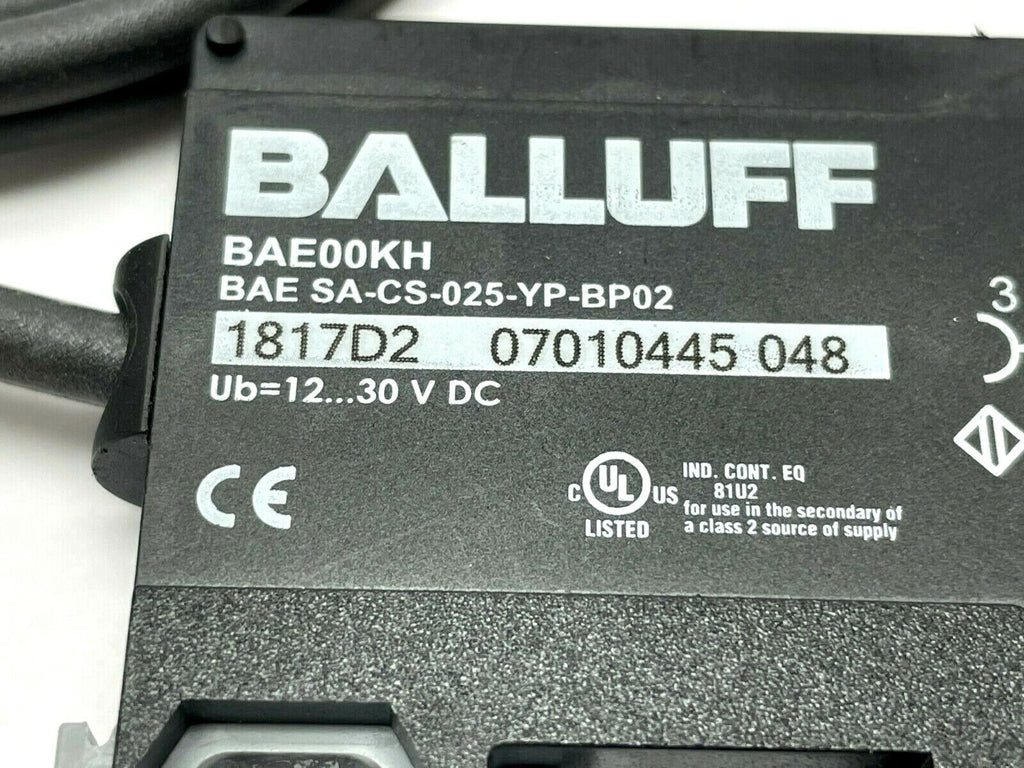 BALLUFF
BAE00KH
BAE SA-CS-025-YP-BP02
1817D2 07010445 048
Ub=12...30 V DC
3
CE
C UL US
LISTED
IND. CONT. EQ
81U2
for use in the secondary of
a class 2 source of supply